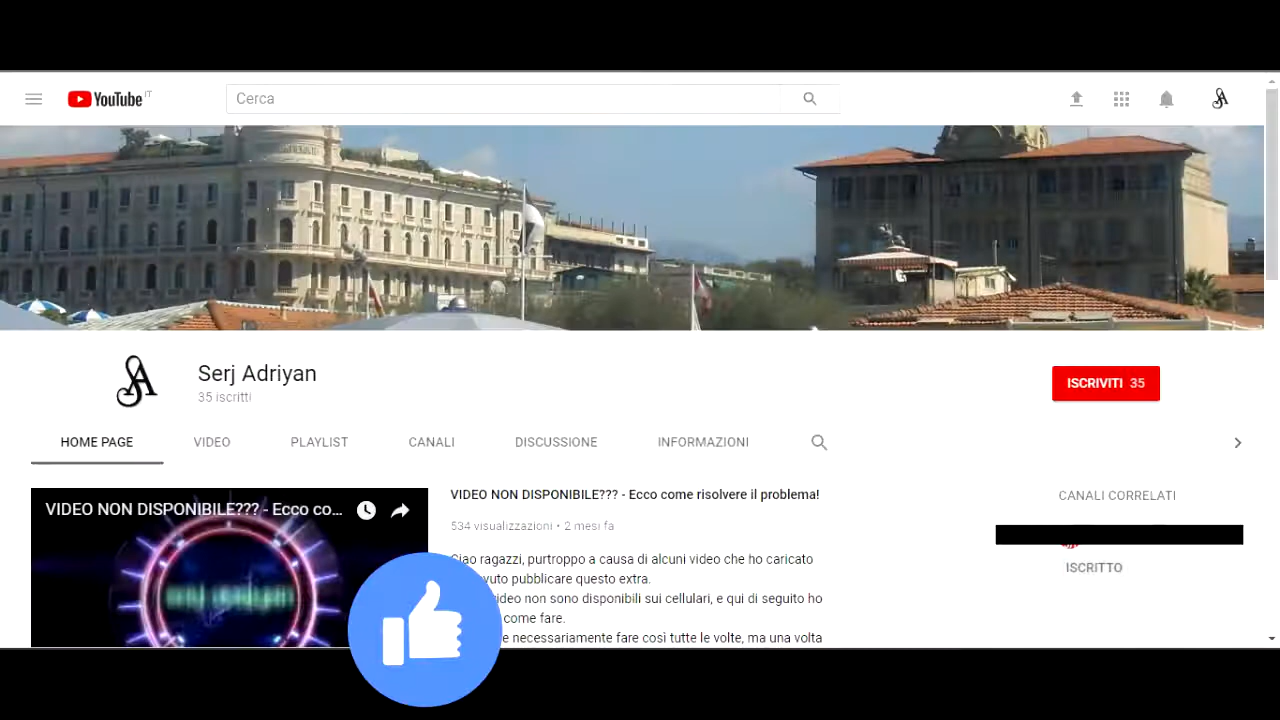 YouTube IT
Cerca
Serj Adriyan
35 iscritti
ISCRIVITI 35
HOME PAGE VIDEO PLAYLIST CANALI DISCUSSIONE INFORMAZIONI
VIDEO NON DISPONIBILE??? - Ecco co...
VIDEO NON DISPONIBILE??? - Ecco come risolvere il problema!
534 visualizzazioni • 2 mesi fa
Ciao ragazzi, purtroppo a causa di alcuni video che ho caricato
pubblicare questo extra.
non sono disponibili sui cellulari, e qui di seguito ho
come fare.
necessariamente fare così tutte le volte, ma una volta
CANALI CORRELATI
ISCRITTO